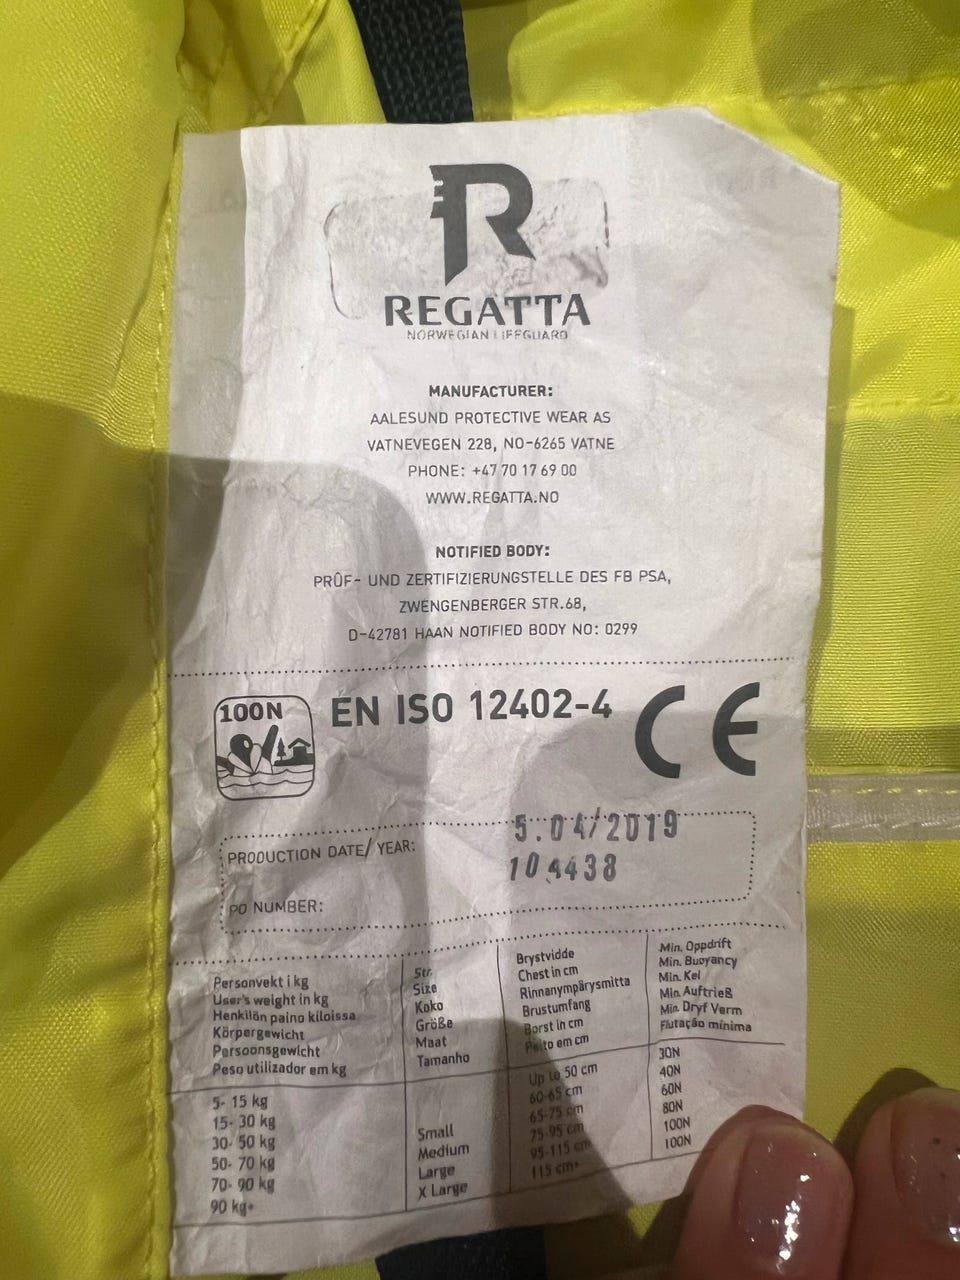 R
REGATTA
NORWEGIAN LIFEGUARD
MANUFACTURER:
AALESUND PROTECTIVE WEAR AS
VATNEVEGEN 228, NO-6265 VATNE
PHONE: +47 70 17 69 00
WWW.REGATTA.NO
NOTIFIED BODY:
PRÜF- UND ZERTIFIZIERUNGSTELLE DES FB PSA,
ZWENGENBERGER STR.68,
D-42781 HAAN NOTIFIED BODY NO: 0299
100N
EN ISO 12402-4 CE
5.04/2019
PRODUCTION DATE/ YEAR:
104438
PO NUMBER:
Personvekt i kg
User's weight in kg
Henkilön paino kiloissa
Körpergewicht
Persoonsgewicht
Peso utilizador em kg
Str.
Size
Koko
Größe
Maat
Tamanho
Brystvidde
Chest in cm
Rinnanympärysmitta
Brustumfang
Borst in cm
Peito em cm
Min. Oppdrift
Min. Buoyancy
Min. Kel
Min. Auftrieß
Min. Dryf Verm
Flutação mínima
5- 15 kg
15- 30 kg
30- 50 kg
50- 70 kg
70- 90 kg
90 kg+
Small
Medium
Large
X Large
Up to 50 cm
60-65 cm
65-75 cm
75-95 cm
95-115 cm
115 cm+
30N
40N
60N
80N
100N
100N